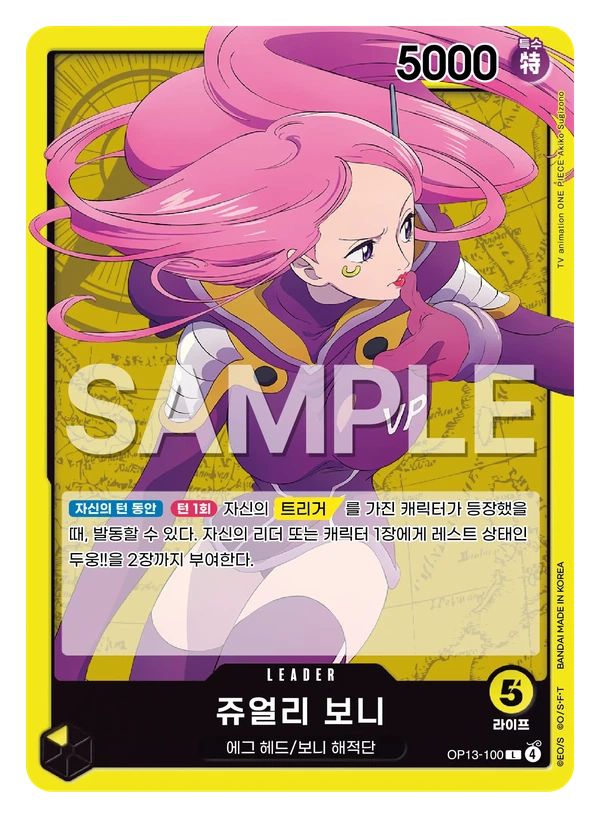 5000
특수
特
TV animation ONE PIECE Akiko Sugizono
SAMPLE
VP
자신의 턴 동안 턴 1회 자신의 트리거 를 가진 캐릭터가 등장했을
때, 발동할 수 있다. 자신의 리더 또는 캐릭터 1장에게 레스트 상태인
두웅!!을 2장까지 부여한다.
LEADER
쥬얼리 보니
5
라이프
에그 헤드/보니 해적단
OP13-100 L 4
©EO/S ©O/S・F・T BANDAI MADE IN KOREA